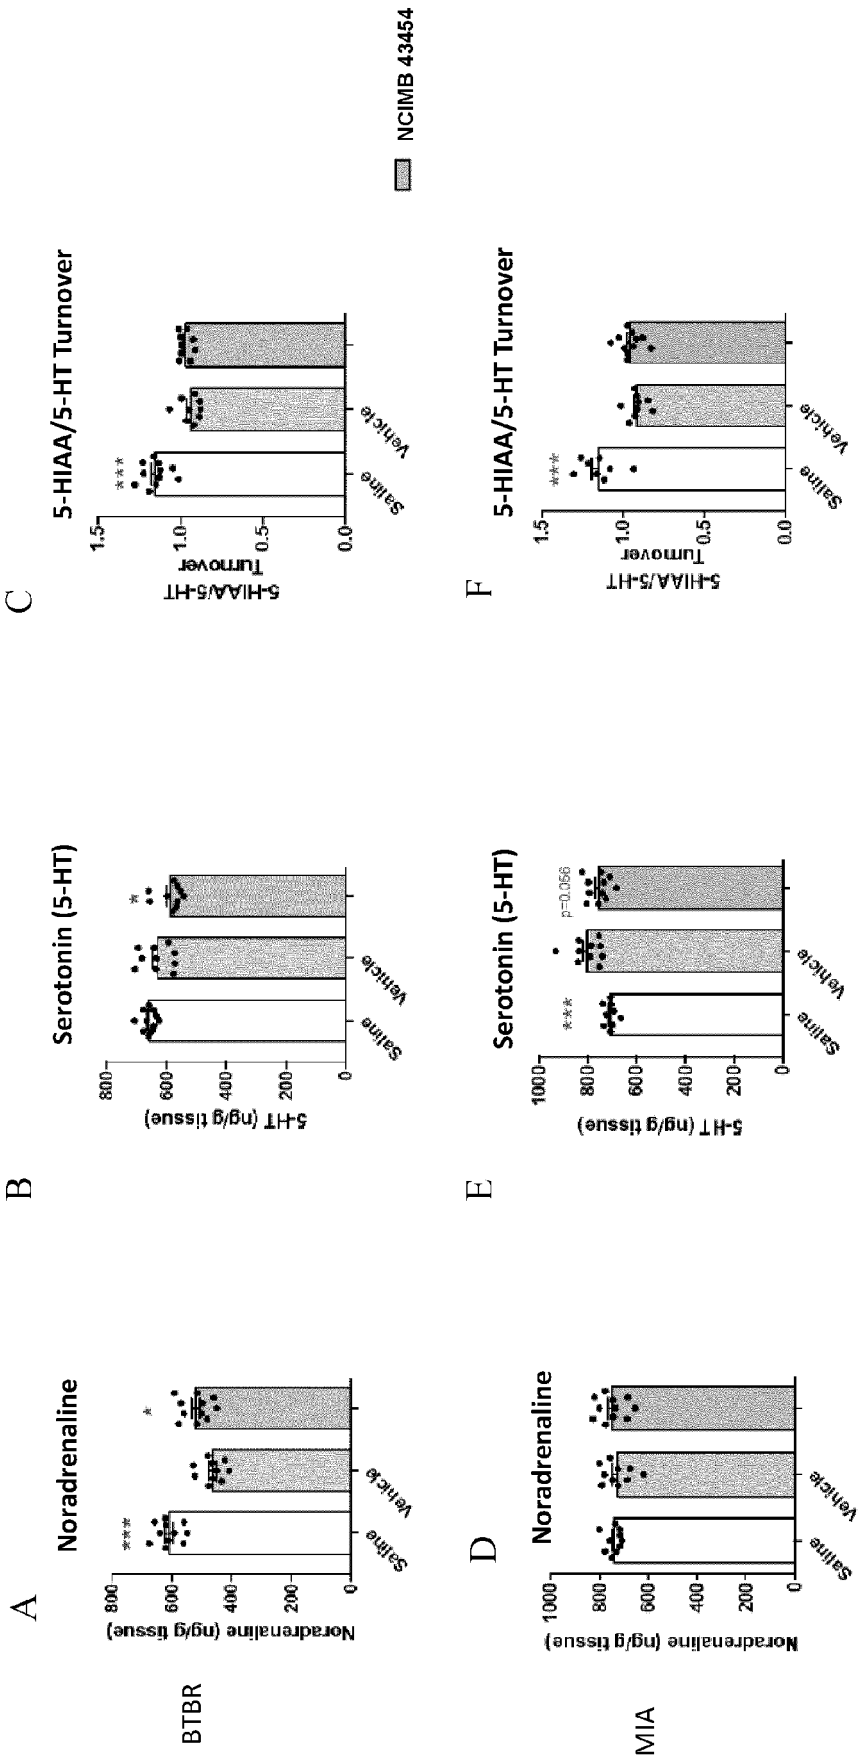 A
Noradrenaline
BTBR
Noradrenaline (ng/g tissue)
800
600
400
200
0
***
*
Saline
Vehicle
B
Serotonin (5-HT)
5-HT (ng/g tissue)
800
600
400
200
0
*
Saline
Vehicle
C
5-HIAA/5-HT Turnover
5-HIAA/5-HT
Turnover
1.5
1.0
0.5
0.0
***
Saline
Vehicle
NCIMB 43454
D
Noradrenaline
MIA
Noradrenaline (ng/g tissue)
1000
800
600
400
200
0
Saline
Vehicle
E
Serotonin (5-HT)
5-HT (ng/g tissue)
1000
800
600
400
200
0
***
p=0.066
Saline
Vehicle
F
5-HIAA/5-HT Turnover
5-HIAA/5-HT
Turnover
1.5
1.0
0.5
0.0
***
Saline
Vehicle